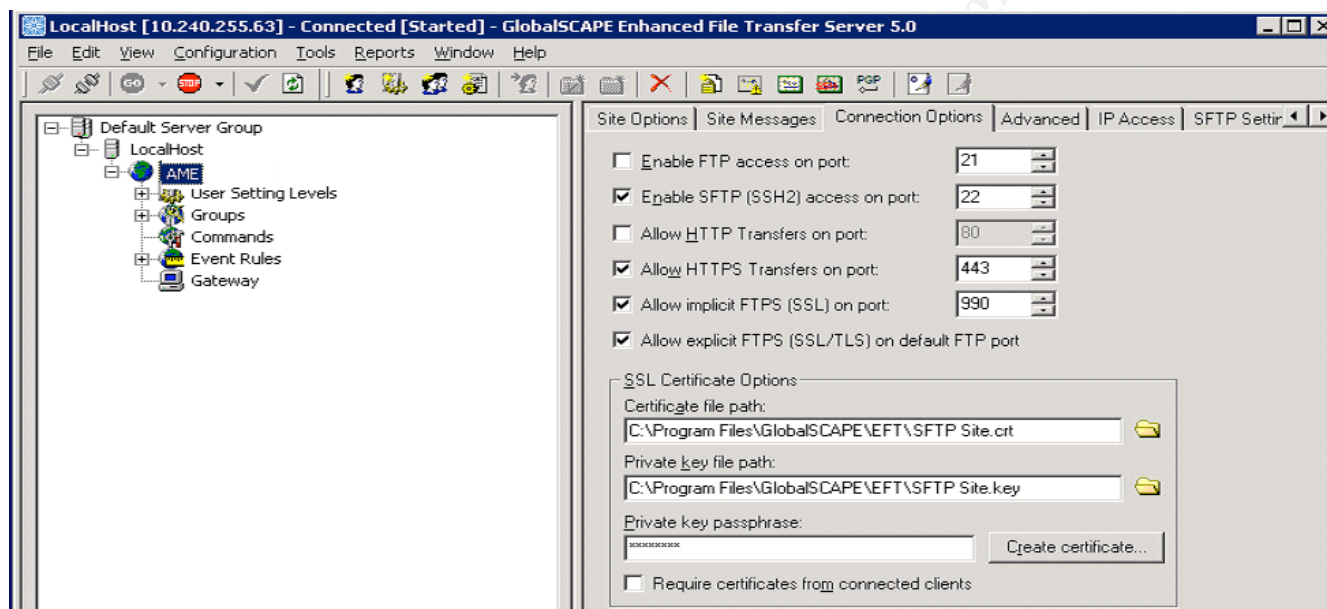 LocalHost [10.240.255.63] - Connected [Started] - GlobalSCAPE Enhanced File Transfer Server 5.0
File Edit View Configuration Tools Reports Window Help
GO STOP PGP
Default Server Group
LocalHost
AME
User Setting Levels
Groups
Commands
Event Rules
Gateway
Site Options Site Messages Connection Options Advanced IP Access SFTP Settir
Enable FTP access on port: 21
Enable SFTP (SSH2) access on port: 22
Allow HTTP Transfers on port: 80
Allow HTTPS Transfers on port: 443
Allow implicit FTPS (SSL) on port: 990
Allow explicit FTPS (SSL/TLS) on default FTP port
SSL Certificate Options
Certificate file path:
C:\Program Files\GlobalSCAPE\EFT\SFTP Site.crt
Private key file path:
C:\Program Files\GlobalSCAPE\EFT\SFTP Site.key
Private key passphrase:
******** Create certificate...
Require certificates from connected clients